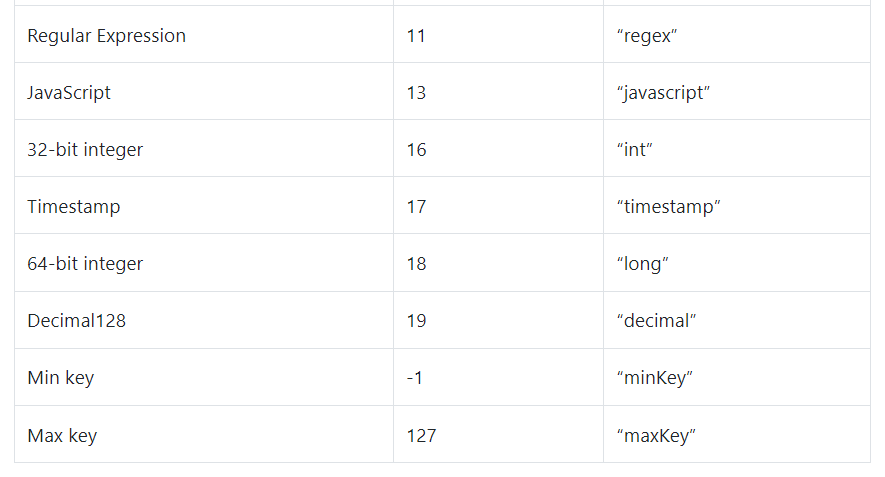 Regular Expression 11 “regex”
JavaScript 13 “javascript”
32-bit integer 16 “int”
Timestamp 17 “timestamp”
64-bit integer 18 “long”
Decimal128 19 “decimal”
Min key -1 “minKey”
Max key 127 “maxKey”